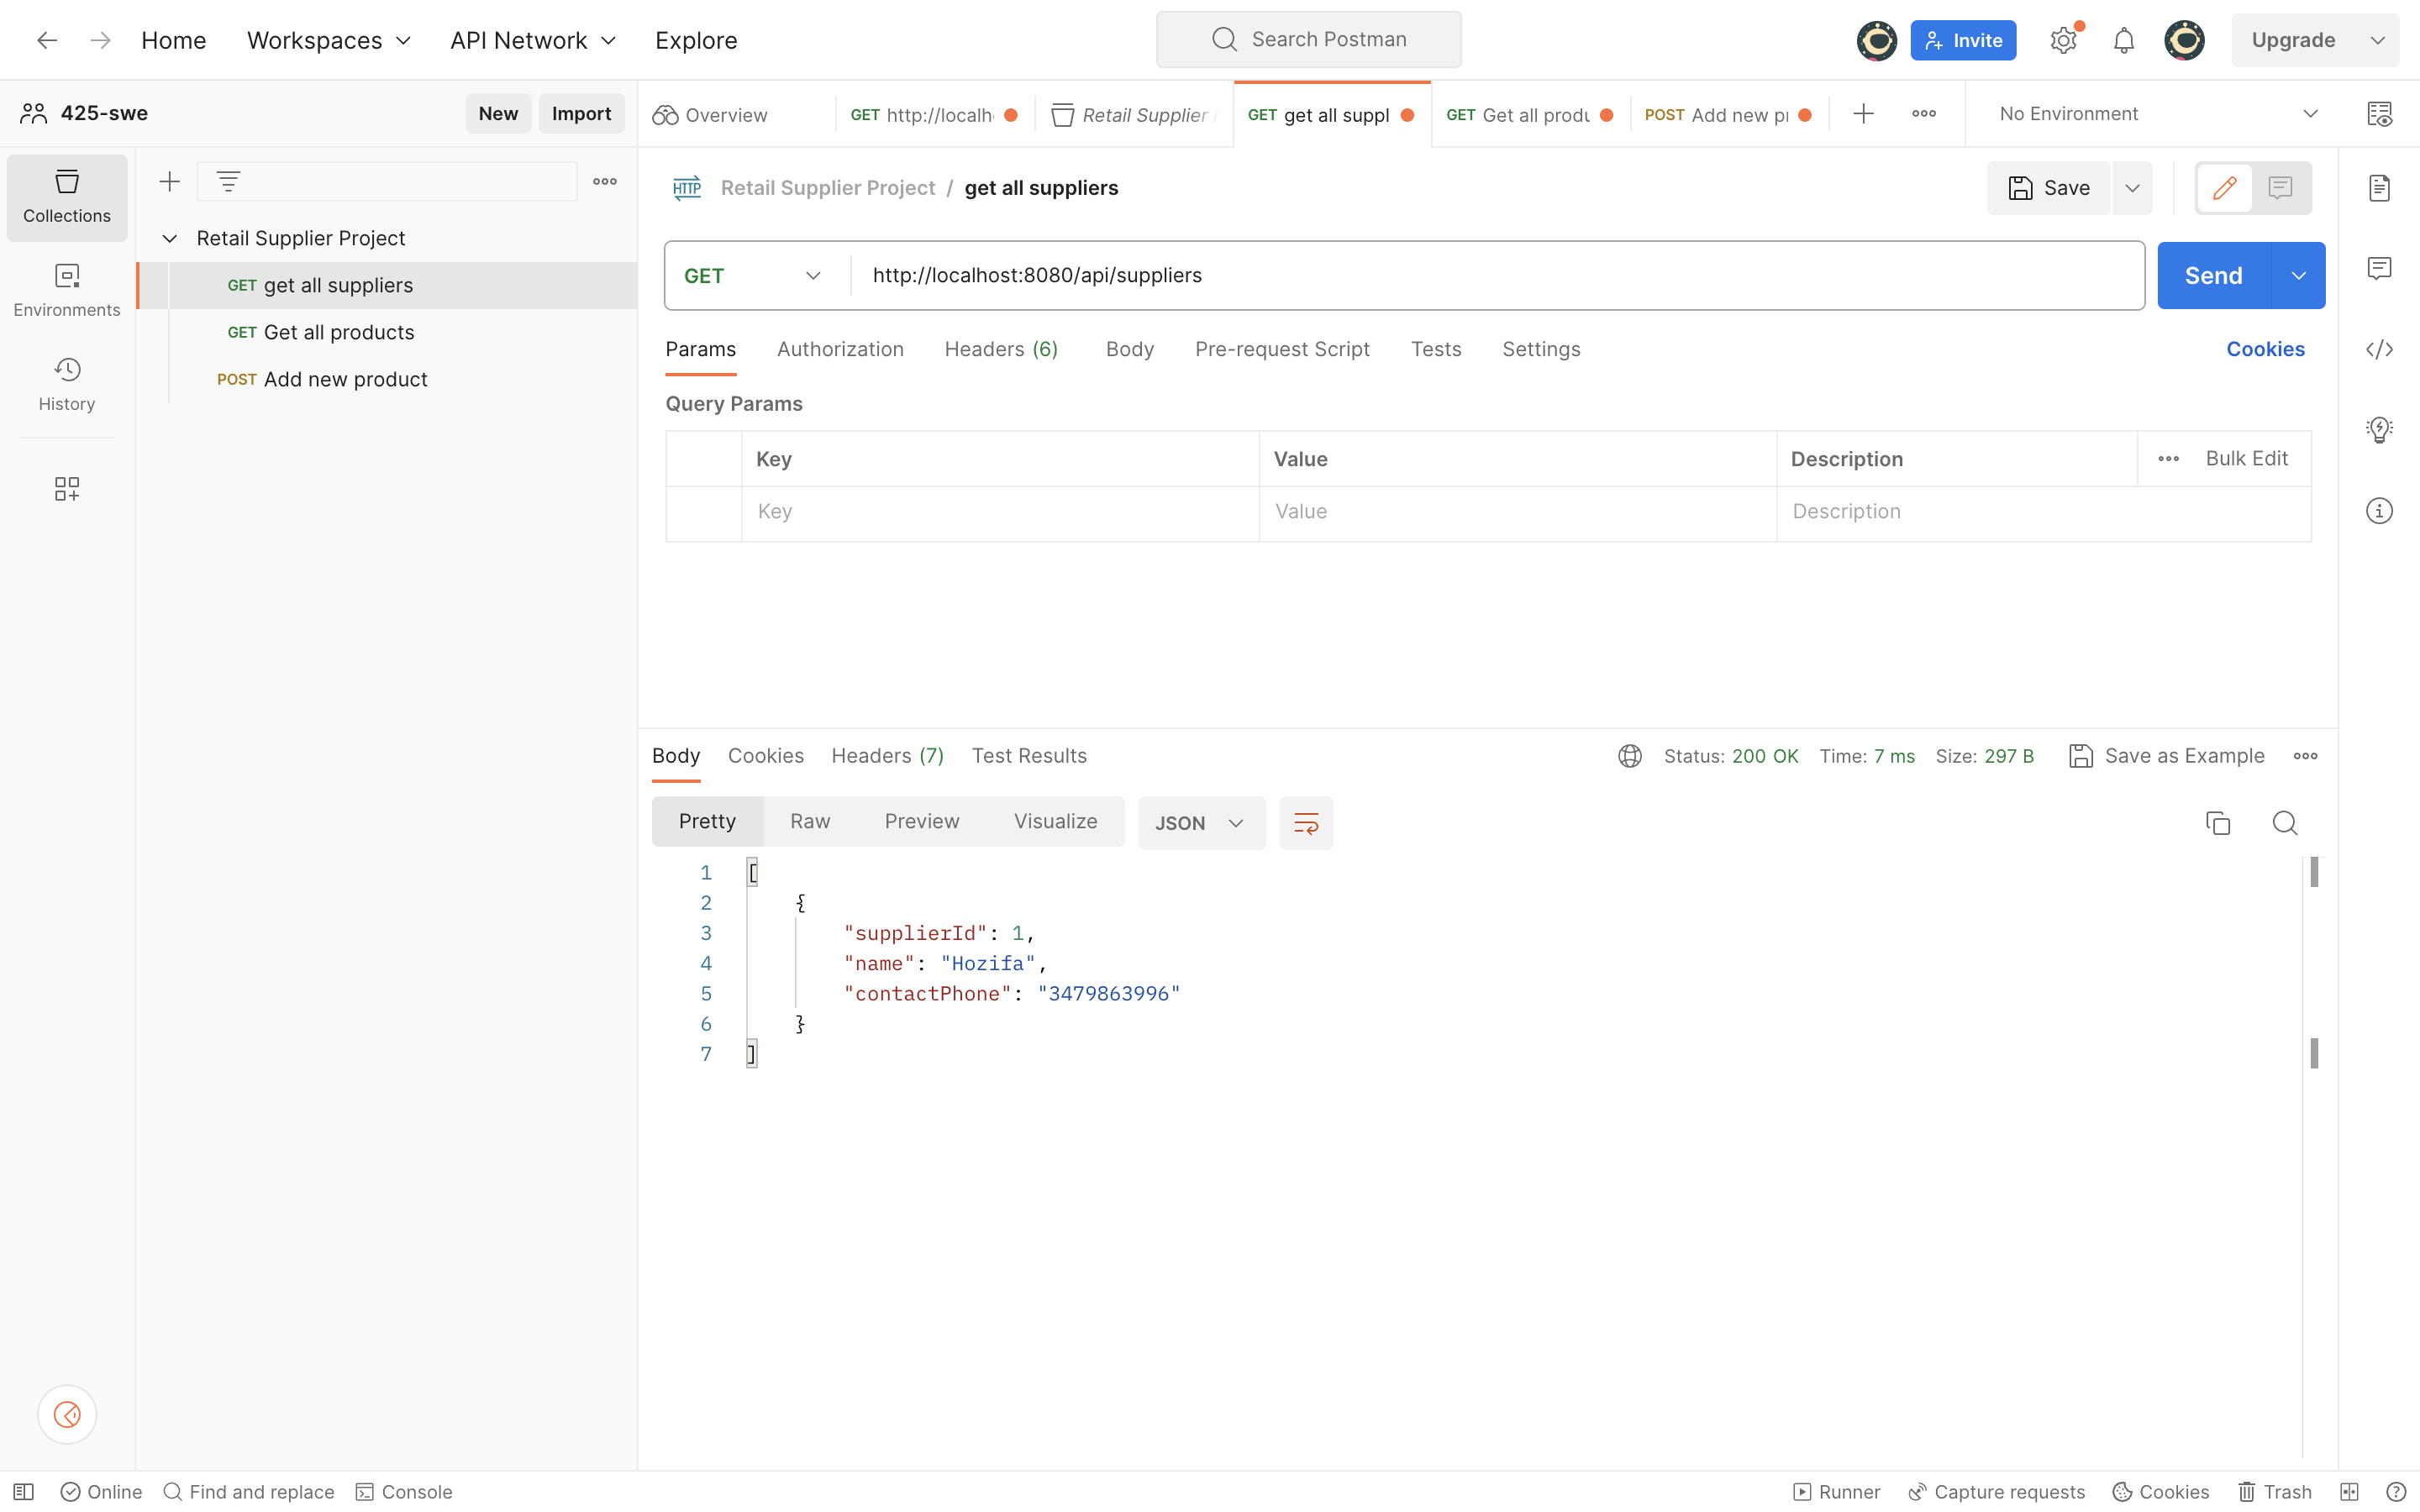 Home Workspaces API Network Explore Search Postman Invite Upgrade
425-swe New Import Overview GET http://localh Retail Supplier GET get all suppl GET Get all produ POST Add new pr No Environment
Collections
Environments
History
Retail Supplier Project
GET get all suppliers
GET Get all products
POST Add new product
HTTP Retail Supplier Project / get all suppliers Save
GET http://localhost:8080/api/suppliers Send
Params Authorization Headers (6) Body Pre-request Script Tests Settings Cookies
Query Params
Key Value Description Bulk Edit
Key Value Description
Body Cookies Headers (7) Test Results Status: 200 OK Time: 7 ms Size: 297 B Save as Example
Pretty Raw Preview Visualize JSON
1 [
2 {
3 "supplierId": 1,
4 "name": "Hozifa",
5 "contactPhone": "3479863996"
6 }
7 ]
Online Find and replace Console Runner Capture requests Cookies Trash